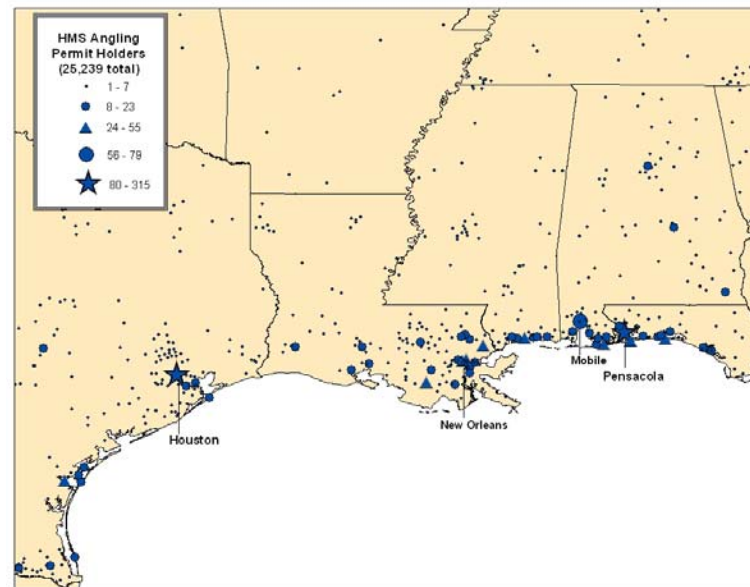 HMS Angling
Permit Holders
(25,239 total)
1 - 7
8 - 23
24 - 55
56 - 79
80 - 315
Mobile
Pensacola
New Orleans
Houston